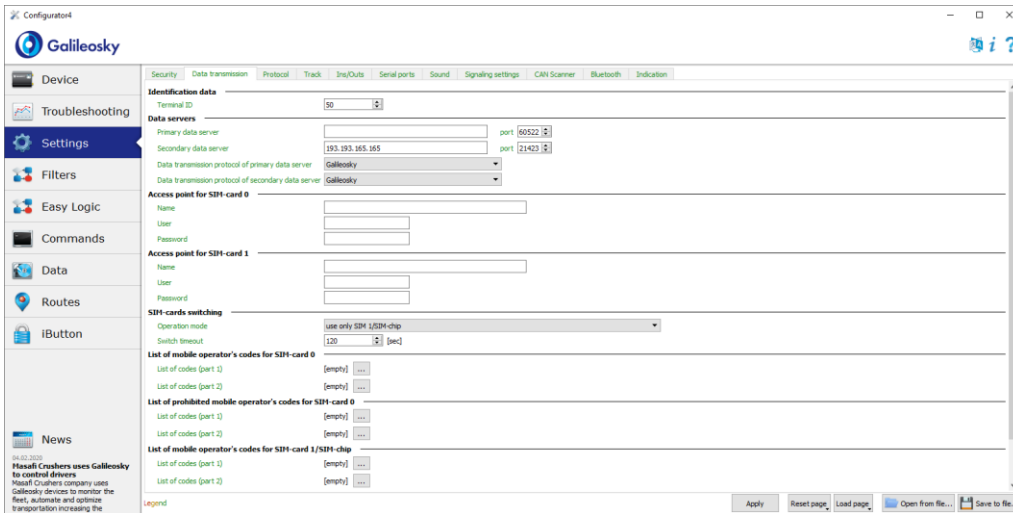 Configurator4
Galileosky
Device
Troubleshooting
Settings
Filters
Easy Logic
Commands
Data
Routes
iButton
News
04.02.2020
Masafi Crushers uses Galileosky
to control drivers
Masafi Crushers company uses
Galileosky devices to monitor the
fleet, automate and optimize
transportation increasing the
Security Data transmission Protocol Track Ins/Outs Serial ports Sound Signaling settings CAN Scanner Bluetooth Indication
Identification data
Terminal ID 50
Data servers
Primary data server port 60522
Secondary data server 193.193.165.165 port 21423
Data transmission protocol of primary data server Galileosky
Data transmission protocol of secondary data server Galileosky
Access point for SIM-card 0
Name
User
Password
Access point for SIM-card 1
Name
User
Password
SIM-cards switching
Operation mode use only SIM 1/SIM-chip
Switch timeout 120 [sec]
List of mobile operator's codes for SIM-card 0
List of codes (part 1) [empty] ...
List of codes (part 2) [empty] ...
List of prohibited mobile operator's codes for SIM-card 0
List of codes (part 1) [empty] ...
List of codes (part 2) [empty] ...
List of mobile operator's codes for SIM-card 1/SIM-chip
List of codes (part 1) [empty] ...
List of codes (part 2) [empty] ...
Legend Apply Reset page Load page Open from file... Save to file.